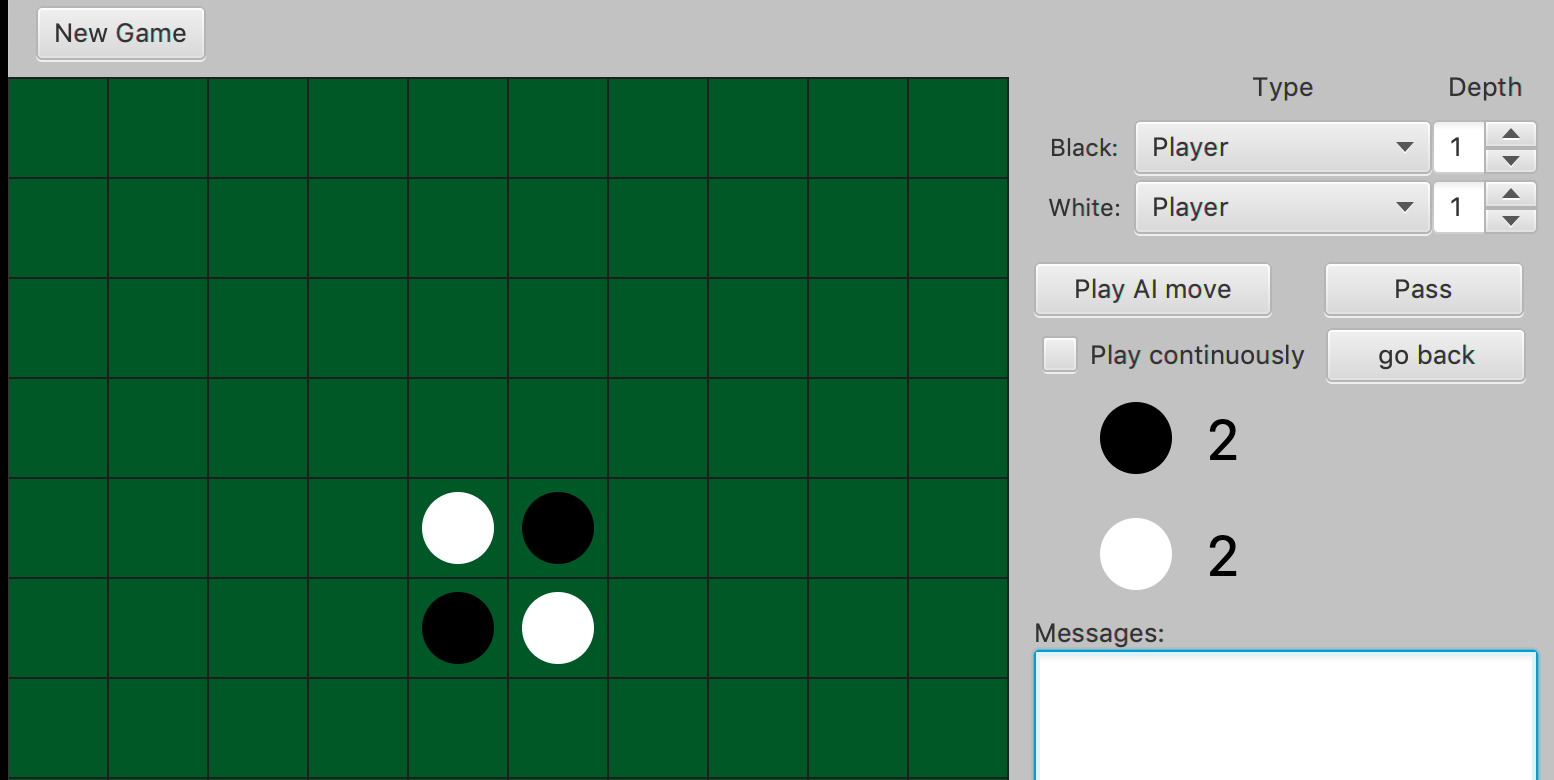 New Game
Type Depth
Black: Player 1
White: Player 1
Play AI move Pass
Play continuously go back
2
2
Messages: